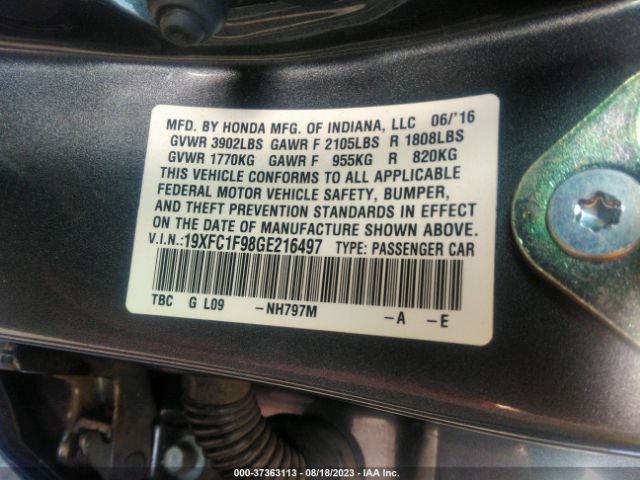 MFD. BY HONDA MFG. OF INDIANA, LLC 06/'16
GVWR 3902LBS GAWR F 2105LBS R 1808LBS
GVWR 1770KG GAWR F 955KG R 820KG
THIS VEHICLE CONFORMS TO ALL APPLICABLE
FEDERAL MOTOR VEHICLE SAFETY, BUMPER,
AND THEFT PREVENTION STANDARDS IN EFFECT
ON THE DATE OF MANUFACTURE SHOWN ABOVE.
V.I.N.:19XFC1F98GE216497 TYPE: PASSENGER CAR
TBC G L09 -NH797M -A -E
000-37363113 - 08/18/2023 - IAA Inc.